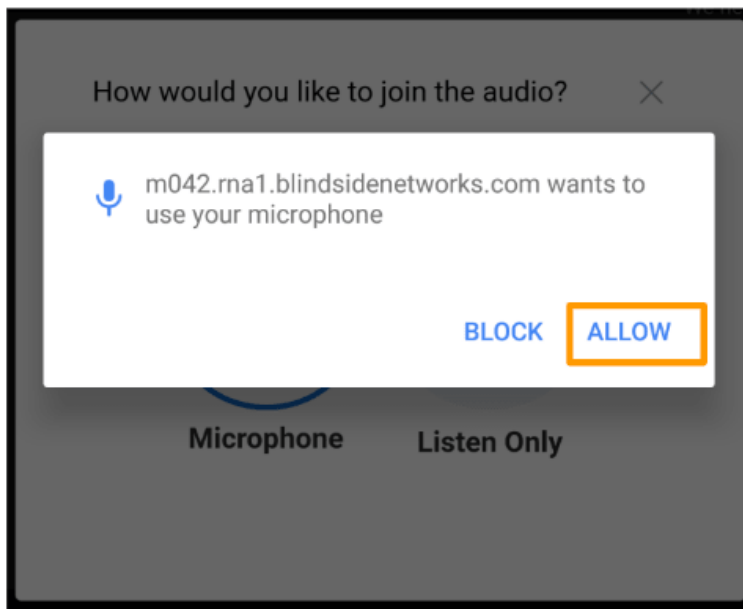 How would you like to join the audio?
m042.rna1.blindsidenetworks.com wants to
use your microphone
BLOCK ALLOW
Microphone Listen Only